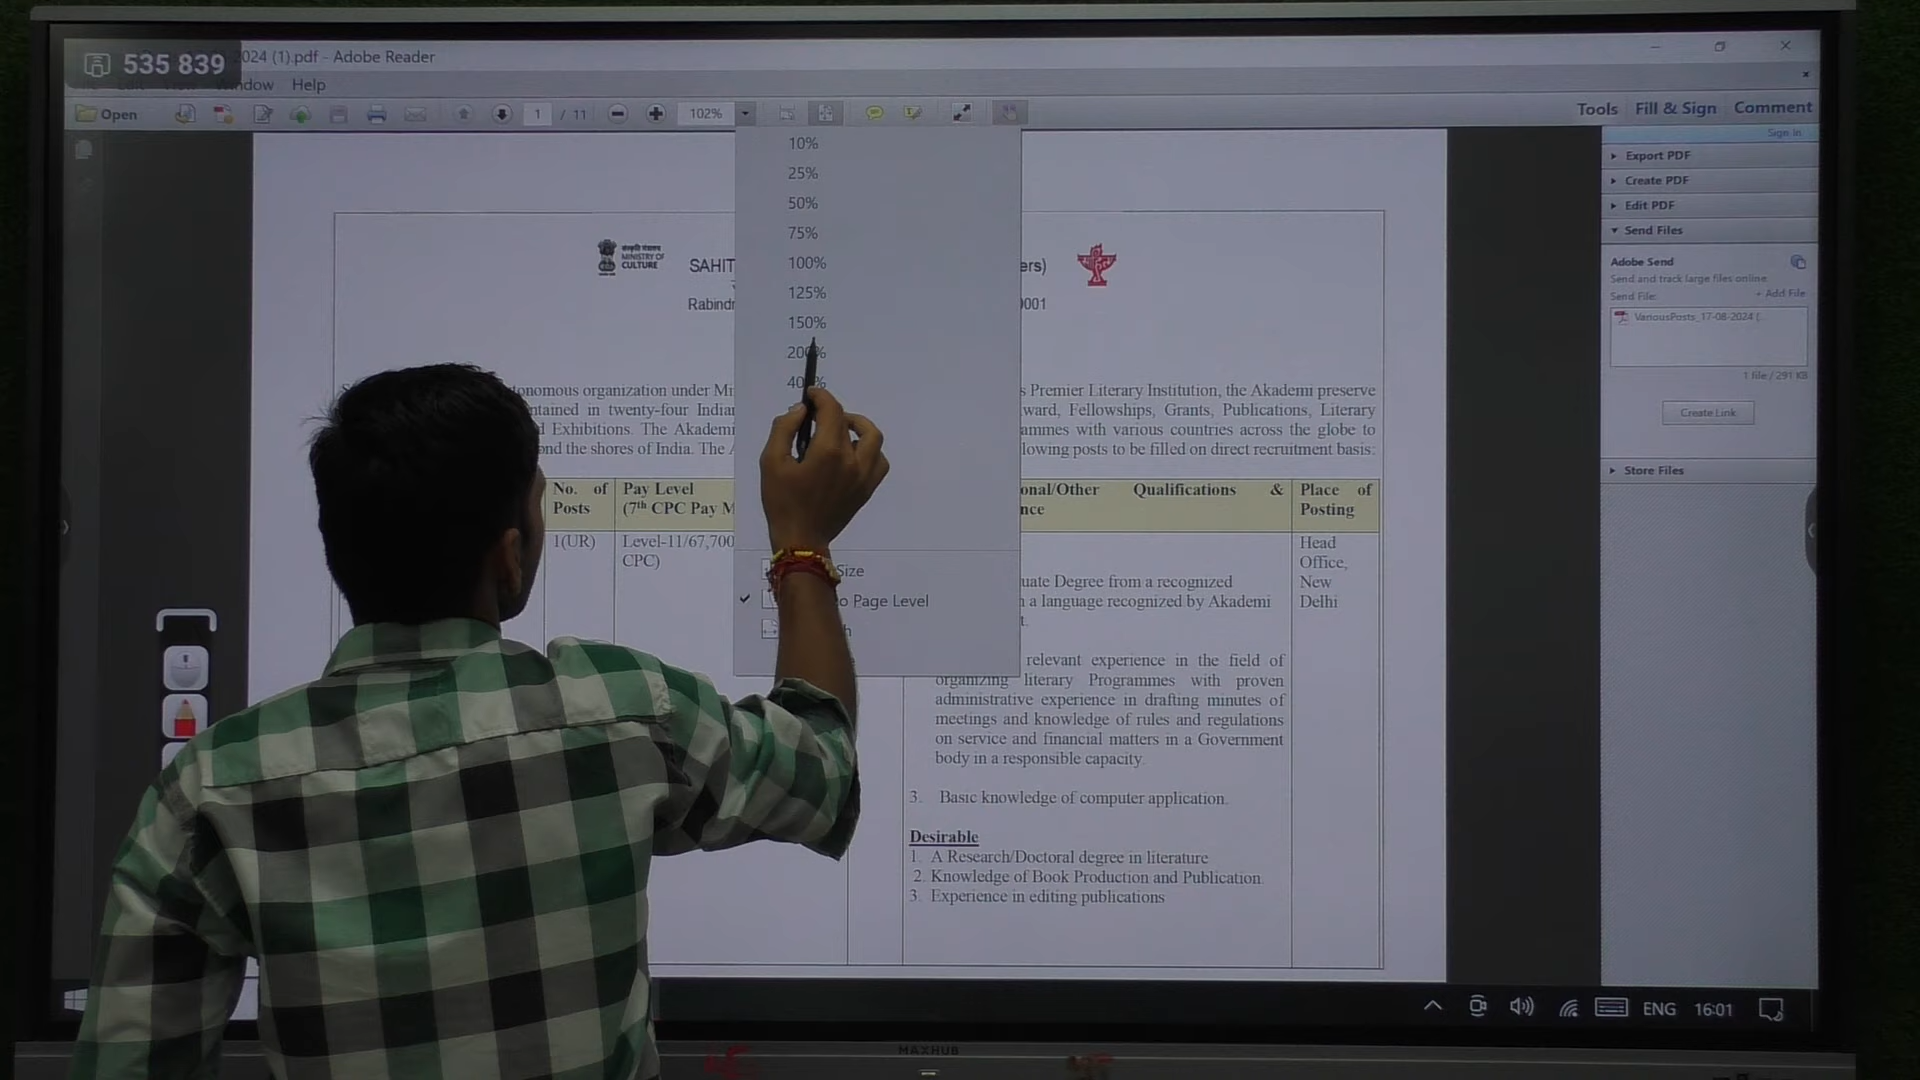 535 839
2024 (1).pdf - Adobe Reader
Window Help
Open 1 / 11 102% Tools Fill & Sign Comment
Sign In
10%
25%
50%
75%
100%
125%
150%
200%
Size
Page Level
Export PDF
Create PDF
Edit PDF
Send Files
Adobe Send
Send and track large files online
Send File: + Add File
VariousPosts_17-08-2024 (..
1 file / 291 KB
Create Link
Store Files
संस्कृति मंत्रालय
MINISTRY OF
CULTURE
SAHIT ers)
Rabindr 0001
tonomous organization under Mi s Premier Literary Institution, the Akademi preserve
ntained in twenty-four Indian ward, Fellowships, Grants, Publications, Literary
d Exhibitions. The Akademi ammes with various countries across the globe to
ond the shores of India. The lowing posts to be filled on direct recruitment basis:
No. of Posts
Pay Level
(7th CPC Pay M
onal/Other Qualifications &
nce
Place of
Posting
1(UR)
Level-11/67,700
CPC)
uate Degree from a recognized
a language recognized by Akademi
relevant experience in the field of
organizing literary Programmes with proven
administrative experience in drafting minutes of
meetings and knowledge of rules and regulations
on service and financial matters in a Government
body in a responsible capacity.
3. Basic knowledge of computer application.
Desirable
1. A Research/Doctoral degree in literature
2. Knowledge of Book Production and Publication.
3. Experience in editing publications
Head
Office,
New
Delhi
ENG 16:01
MAXHUB